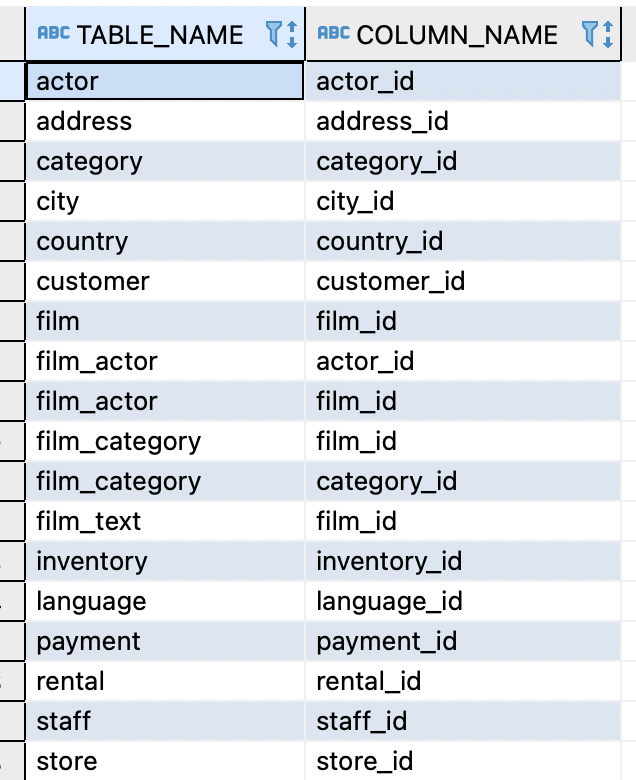 ABC TABLE_NAME ABC COLUMN_NAME
actor actor_id
address address_id
category category_id
city city_id
country country_id
customer customer_id
film film_id
film_actor actor_id
film_actor film_id
film_category film_id
film_category category_id
film_text film_id
inventory inventory_id
language language_id
payment payment_id
rental rental_id
staff staff_id
store store_id